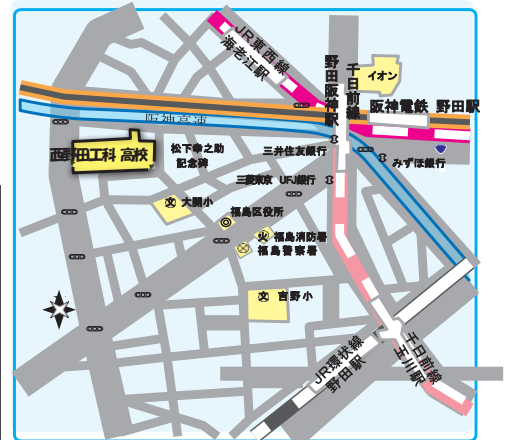 JR東西線
海老江駅
野田阪神駅
千日前線
イオン
阪神電鉄 野田駅
西野田工科 高校
松下幸之助
記念碑
三井住友銀行
みずほ銀行
三菱東京 UFJ銀行
文 大開小
福島区役所
火 福島消防署
福島警察署
文 吉野小
JR環状線
野田駅
千日前線
玉川駅